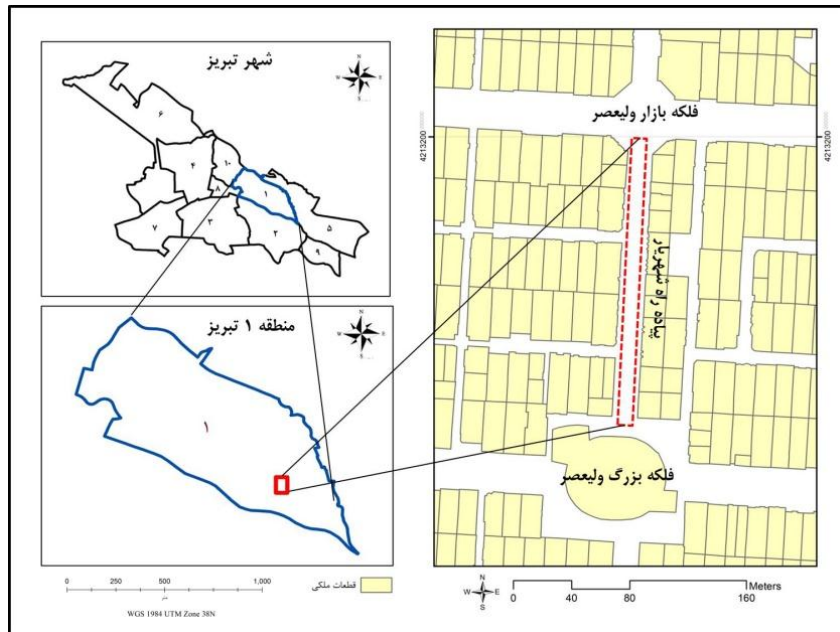 شهر تبریز
N
W
E
S
۶
۴
۱۰
۸
۱
۷
۳
۲
۵
۹
منطقه ۱ تبریز
N
W
E
S
۱
0 250 500 1,000
WGS 1984 UTM Zone 38N
قطعات ملکی
فلکه بازار ولیعصر
4213200
4213200
پیاده راه شهریار
فلکه بزرگ ولیعصر
N
W
E
S
Meters
0 40 80 160